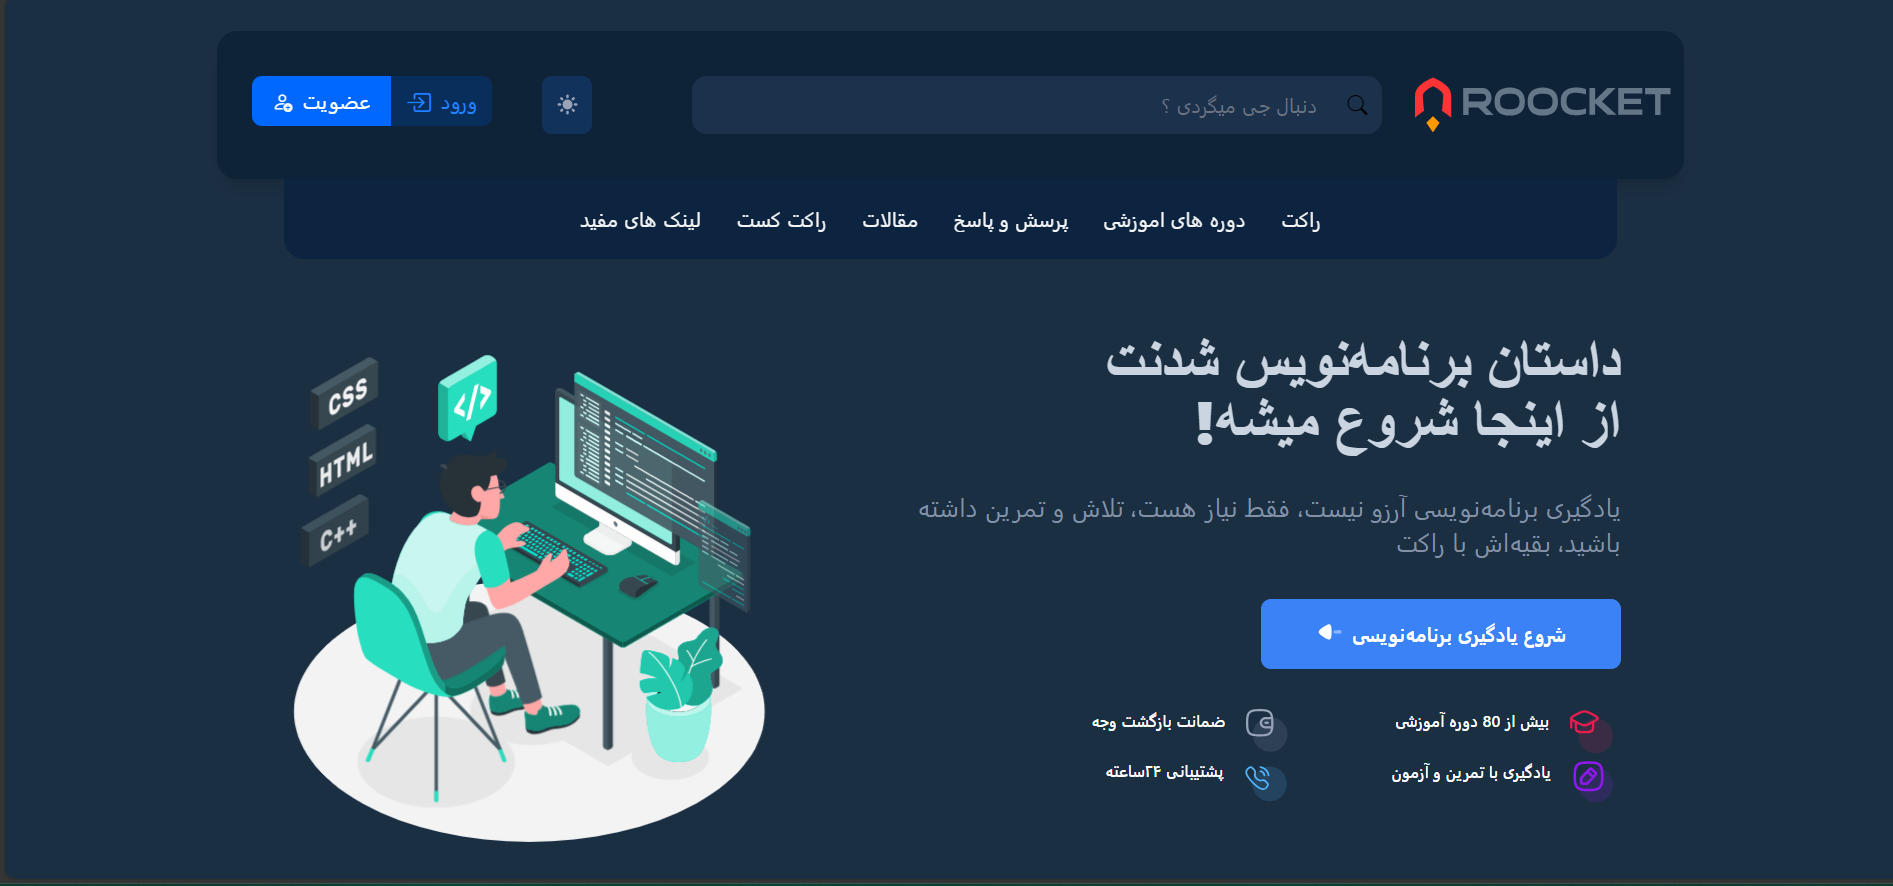 ROOCKET
دنبال جی میگردی ؟
ورود
عضویت
راکت
دوره های اموزشی
پرسش و پاسخ
مقالات
راکت کست
لینک های مفید
داستان برنامه‌نویس شدنت
از اینجا شروع میشه!
یادگیری برنامه‌نویسی آرزو نیست، فقط نیاز هست، تلاش و تمرین داشته
باشید، بقیه‌اش با راکت
شروع یادگیری برنامه‌نویسی
بیش از 80 دوره آموزشی
ضمانت بازگشت وجه
یادگیری با تمرین و آزمون
پشتیبانی ۲۴ساعته
CSS
</>
HTML
C++